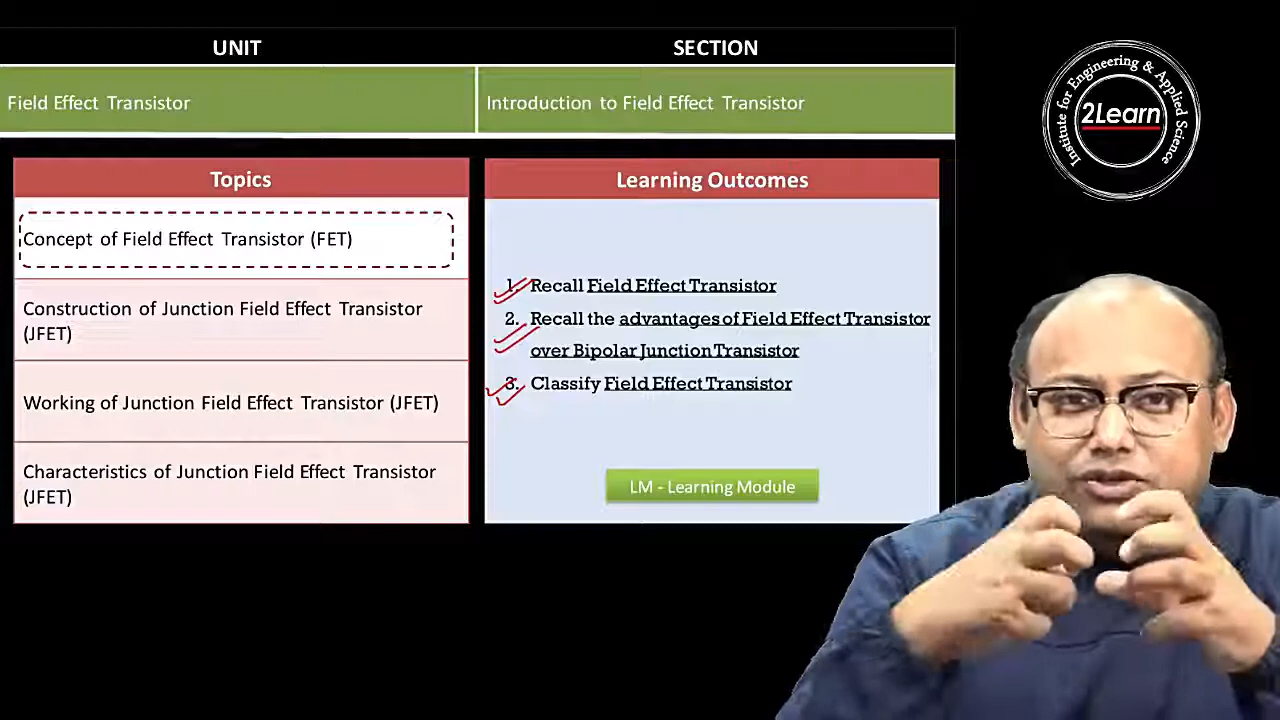 UNIT
SECTION
Field Effect Transistor
Introduction to Field Effect Transistor
Topics
Concept of Field Effect Transistor (FET)
Construction of Junction Field Effect Transistor
(JFET)
Working of Junction Field Effect Transistor (JFET)
Characteristics of Junction Field Effect Transistor
(JFET)
Learning Outcomes
1. Recall Field Effect Transistor
2. Recall the advantages of Field Effect Transistor
over Bipolar Junction Transistor
3. Classify Field Effect Transistor
LM - Learning Module
Institute for Engineering & Applied Science
2Learn